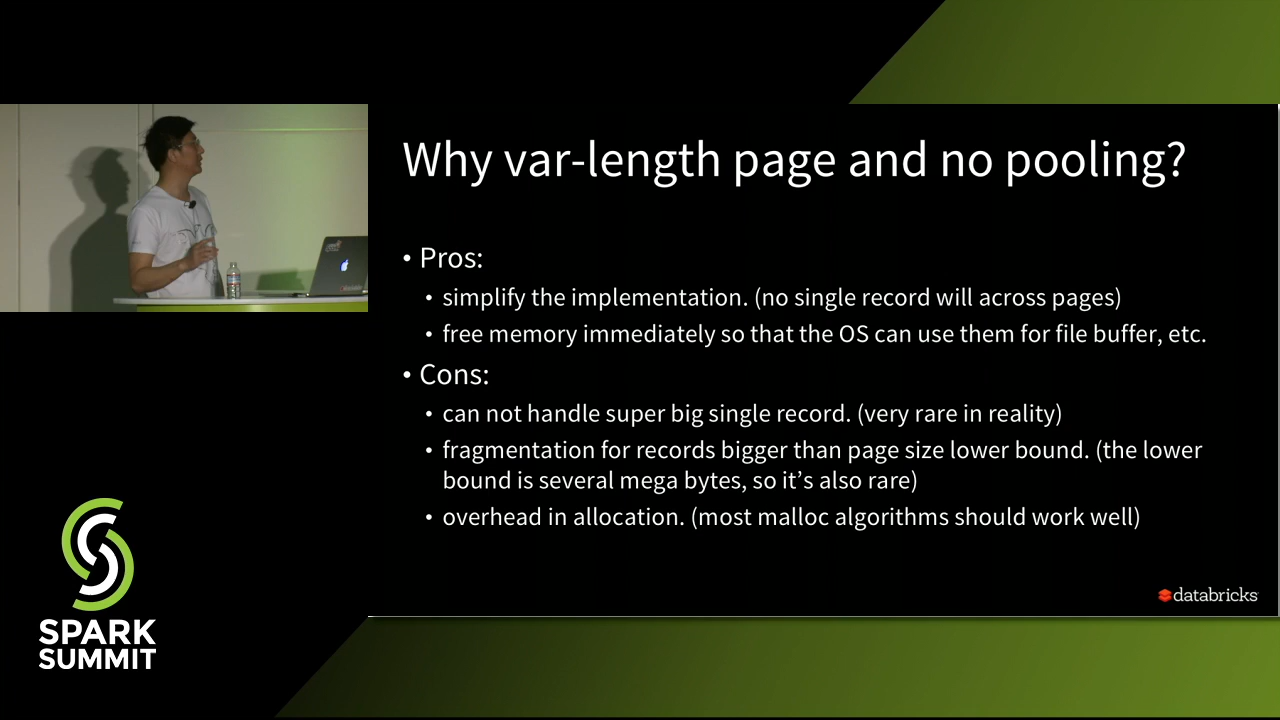 Why var-length page and no pooling?
• Pros:
• simplify the implementation. (no single record will across pages)
• free memory immediately so that the OS can use them for file buffer, etc.
• Cons:
• can not handle super big single record. (very rare in reality)
• fragmentation for records bigger than page size lower bound. (the lower
bound is several mega bytes, so it's also rare)
• overhead in allocation. (most malloc algorithms should work well)
databricks
SPARK
SUMMIT